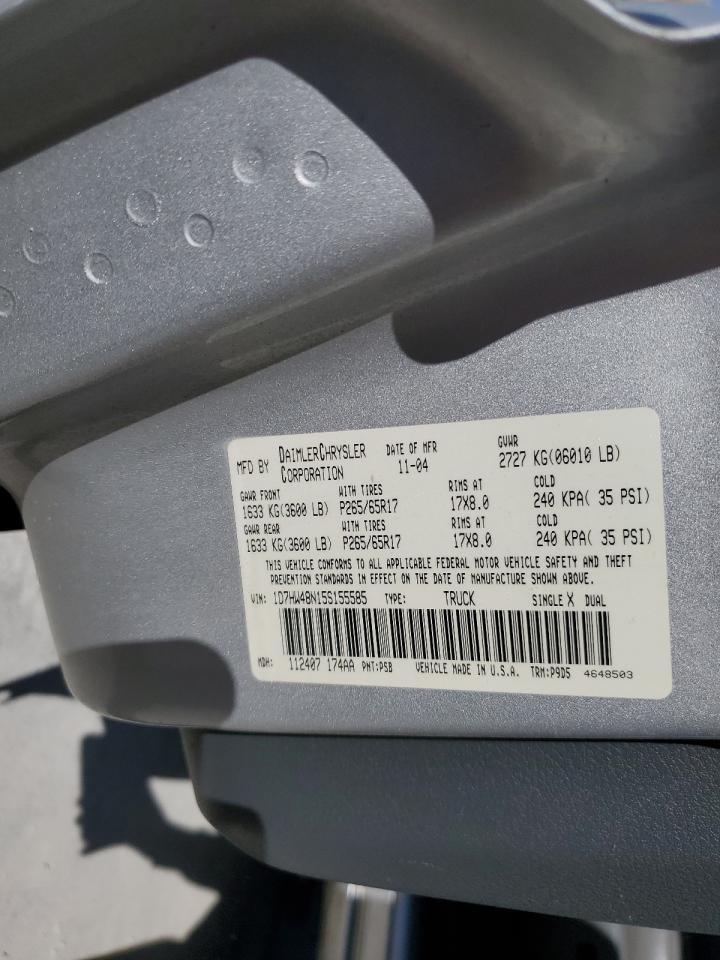 MFD BY DAIMLERCHRYSLER CORPORATION DATE OF MFR 11-04 GVWR 2727 KG(06010 LB)
GAWR FRONT WITH TIRES RIMS AT COLD
1633 KG(3600 LB) P265/65R17 17X8.0 240 KPA( 35 PSI)
GAWR REAR WITH TIRES RIMS AT COLD
1633 KG(3600 LB) P265/65R17 17X8.0 240 KPA( 35 PSI)
THIS VEHICLE CONFORMS TO ALL APPLICABLE FEDERAL MOTOR VEHICLE SAFETY AND THEFT
PREVENTION STANDARDS IN EFFECT ON THE DATE OF MANUFACTURE SHOWN ABOVE.
VIN: 1D7HW48N15S155585 TYPE: TRUCK SINGLE X DUAL
MDH: 112407 174AA PNT:PSB VEHICLE MADE IN U.S.A. TRM:P9D5 4648503